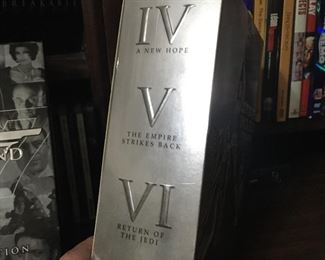 IV
A NEW HOPE
V
THE EMPIRE
STRIKES BACK
VI
RETURN OF
THE JEDI